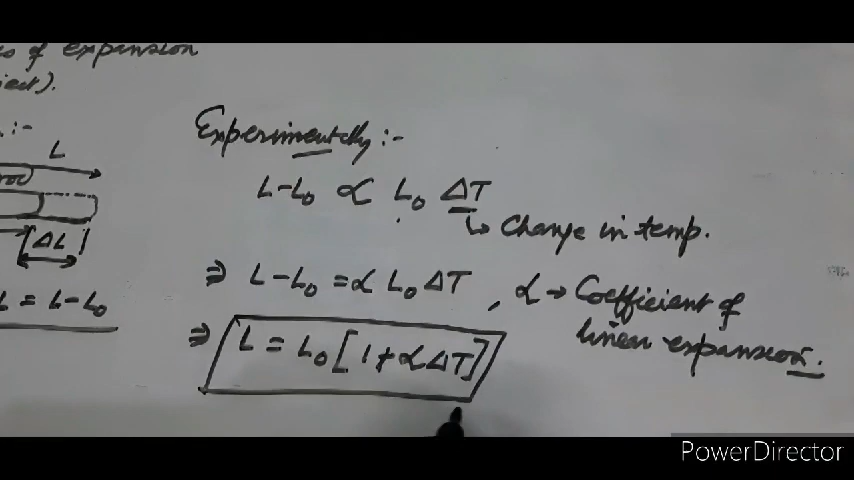 of expansion
Experimentally :-
L
L-L₀ ∝ L₀ ΔT
↳ Change in temp.
ΔL
⇒ L-L₀ = α L₀ ΔT , α → Coefficient of linear expansion.
= L-L₀
⇒ L = L₀ [1+αΔT]
PowerDirector